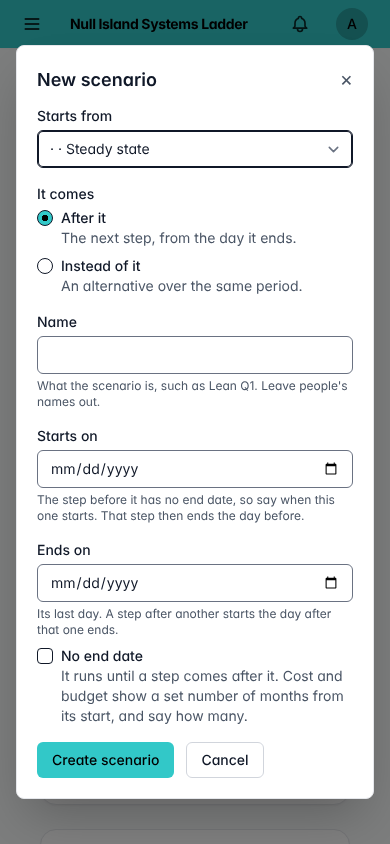 Null Island Systems Ladder
A
New scenario
Starts from
· · Steady state
It comes
After it
The next step, from the day it ends.
Instead of it
An alternative over the same period.
Name
What the scenario is, such as Lean Q1. Leave people's
names out.
Starts on
mm/dd/yyyy
The step before it has no end date, so say when this
one starts. That step then ends the day before.
Ends on
mm/dd/yyyy
Its last day. A step after another starts the day after
that one ends.
No end date
It runs until a step comes after it. Cost and
budget show a set number of months from
its start, and say how many.
Create scenario
Cancel